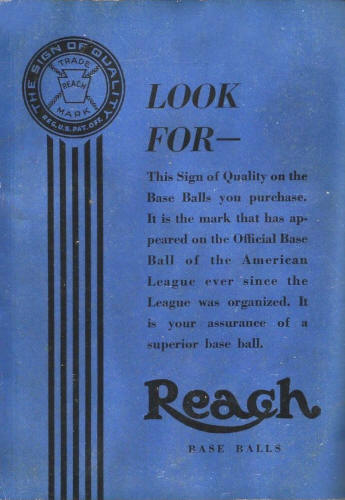 THE SIGN OF QUALITY
TRADE
REACH
MARK
REG. U.S. PAT. OFF.
LOOK
FOR—
This Sign of Quality on the
Base Balls you purchase.
It is the mark that has ap-
peared on the Official Base
Ball of the American
League ever since the
League was organized. It
is your assurance of a
superior base ball.
Reach
BASE BALLS